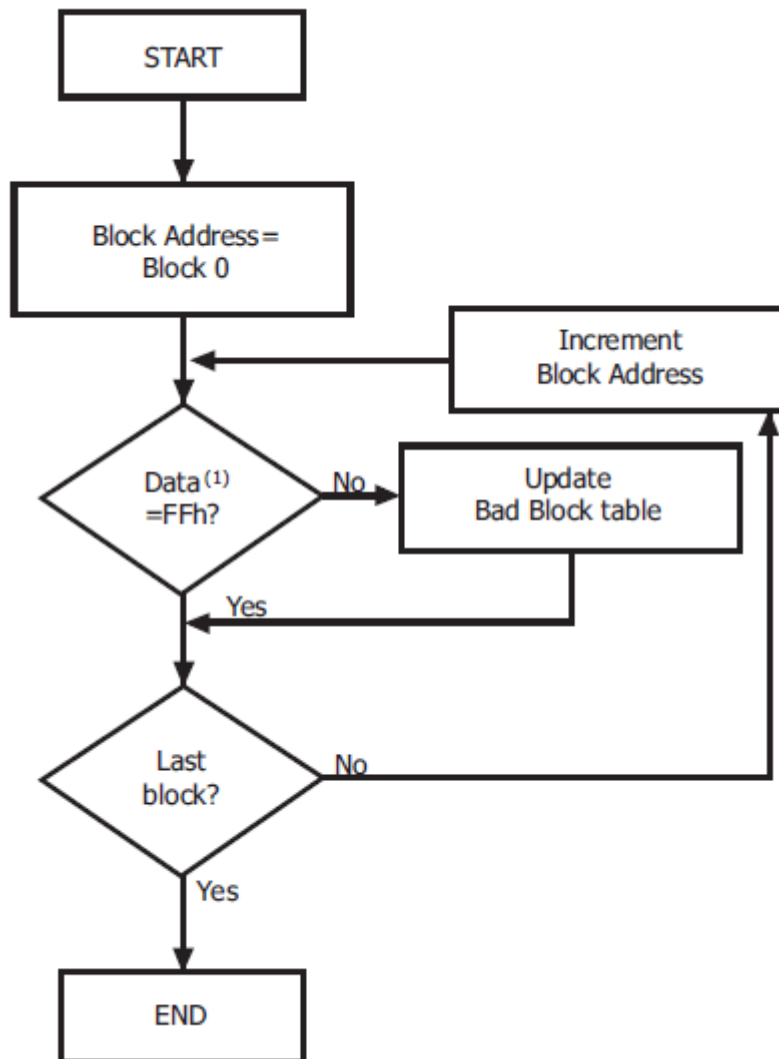 START
Block Address=
Block 0
Increment
Block Address
Data(1)
=FFh?
No
Update
Bad Block table
Yes
Last
block?
No
Yes
END